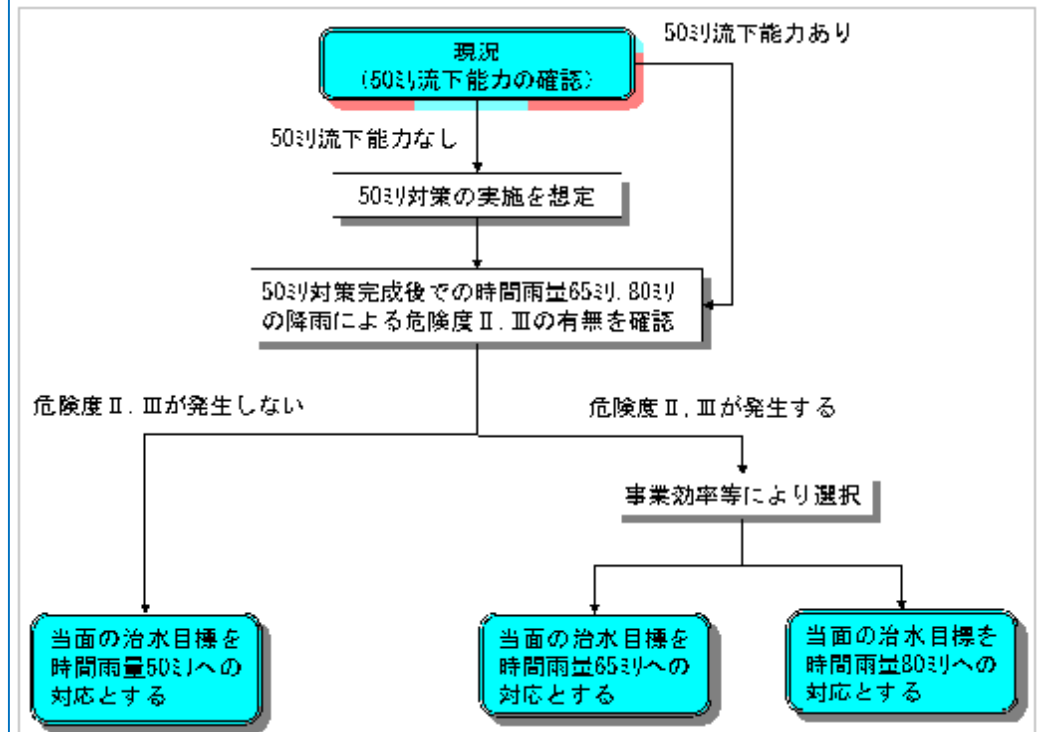 50㍉流下能力あり
現況
(50㍉流下能力の確認)
50㍉流下能力なし
50㍉対策の実施を想定
50㍉対策完成後での時間雨量65㍉.80㍉
の降雨による危険度Ⅱ.Ⅲの有無を確認
危険度Ⅱ.Ⅲが発生しない
危険度Ⅱ,Ⅲが発生する
事業効率等により選択
当面の治水目標を
時間雨量50㍉への
対応とする
当面の治水目標を
時間雨量65㍉への
対応とする
当面の治水目標を
時間雨量80㍉への
対応とする